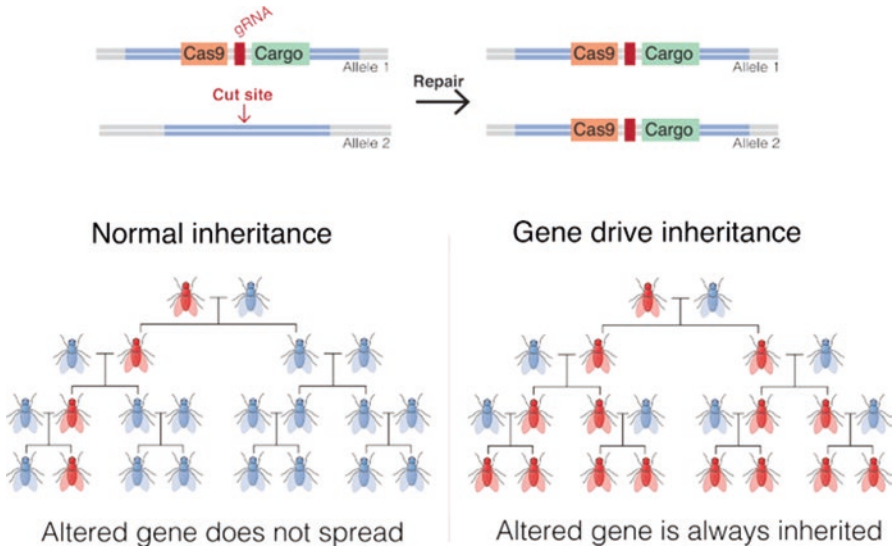 gRNA
Cas9 Cargo
Allele 1
Cut site
Allele 2
Repair
Cas9 Cargo
Allele 1
Cas9 Cargo
Allele 2
Normal inheritance
Gene drive inheritance
Altered gene does not spread
Altered gene is always inherited